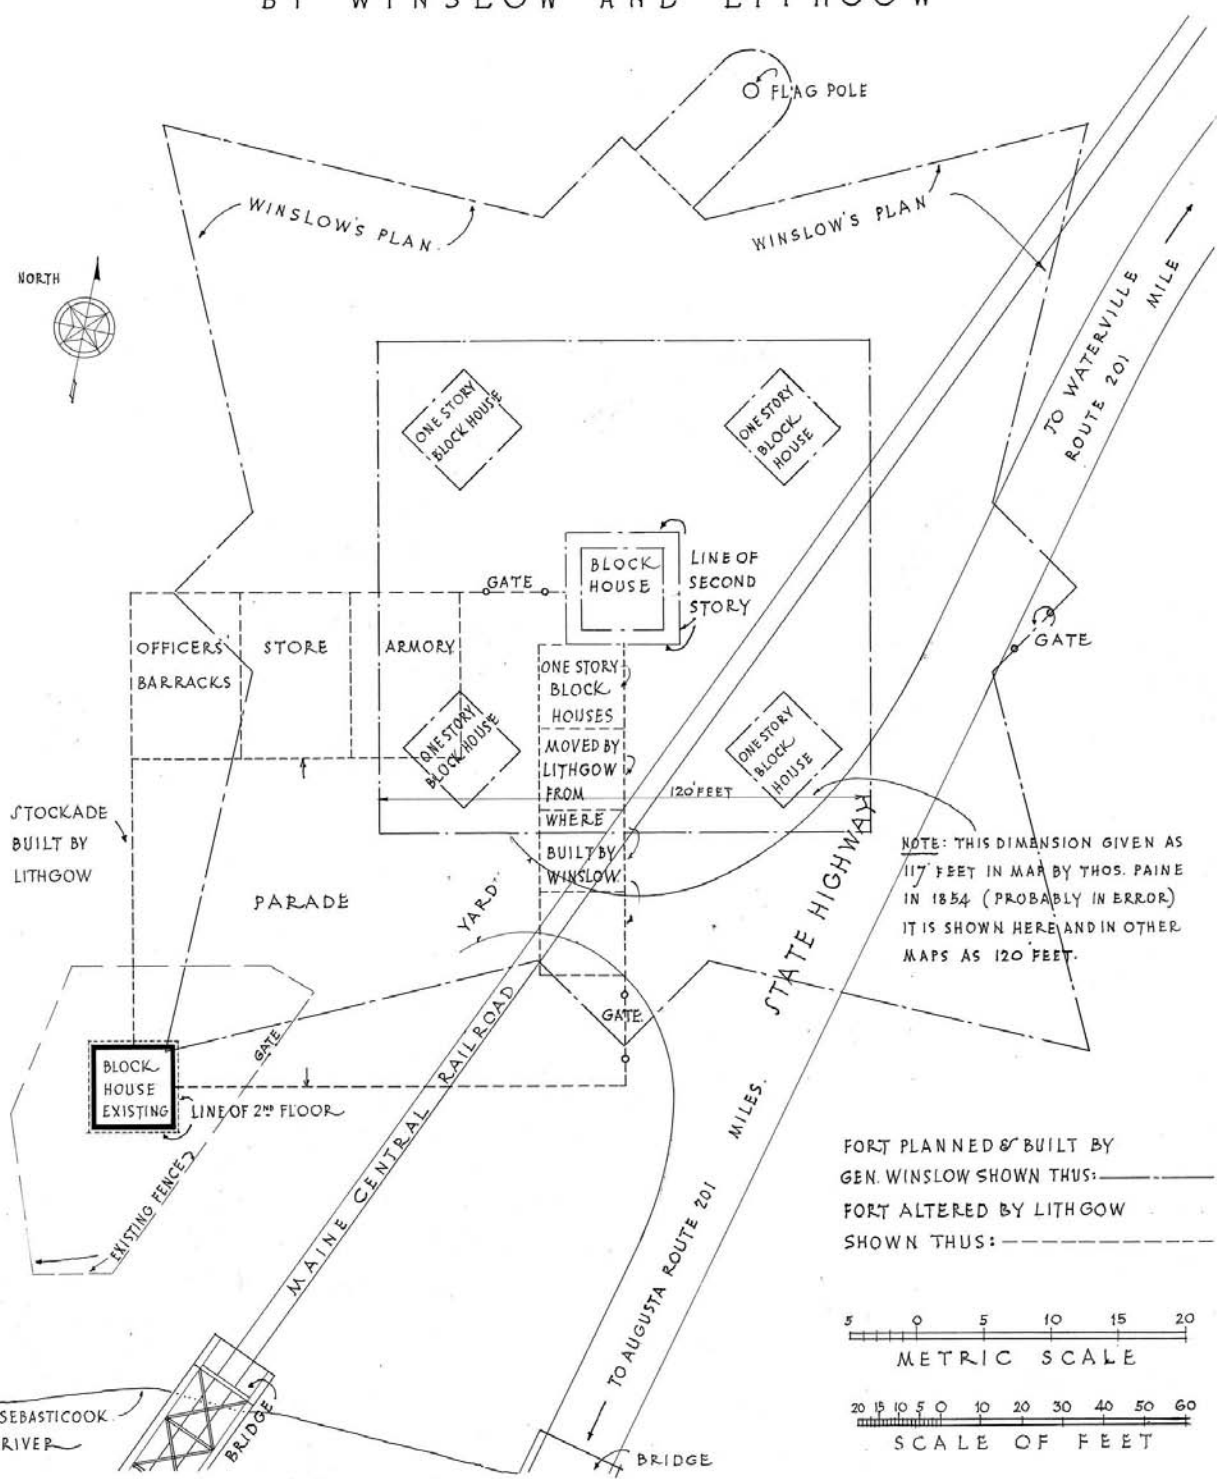 BY WINSLOW AND LITHGOW
FLAG POLE
WINSLOW'S PLAN
WINSLOW'S PLAN
NORTH
TO WATERVILLE
MILE
ROUTE 201
ONE STORY
BLOCK HOUSE
ONE STORY
BLOCK
HOUSE
GATE
BLOCK
HOUSE
LINE OF
SECOND
STORY
OFFICERS'
BARRACKS
STORE
ARMORY
GATE
ONE STORY
BLOCK
HOUSES
MOVED BY
LITHGOW
FROM
WHERE
BUILT BY
WINSLOW
ONE STORY
BLOCK HOUSE
ONE STORY
BLOCK
HOUSE
120 FEET
STOCKADE
BUILT BY
LITHGOW
PARADE
YARD
STATE HIGHWAY
NOTE: THIS DIMENSION GIVEN AS
117 FEET IN MAP BY THOS. PAINE
IN 1854 (PROBABLY IN ERROR)
IT IS SHOWN HERE AND IN OTHER
MAPS AS 120 FEET.
GATE
GATE
BLOCK
HOUSE
EXISTING
LINE OF 2ND FLOOR
EXISTING FENCE
MAINE CENTRAL RAILROAD
MILES.
TO AUGUSTA ROUTE 201
FORT PLANNED & BUILT BY
GEN. WINSLOW SHOWN THUS:
FORT ALTERED BY LITHGOW
SHOWN THUS:
5 0 5 10 15 20
METRIC SCALE
20 15 10 5 0 10 20 30 40 50 60
SCALE OF FEET
SEBASTICOOK
RIVER
BRIDGE
BRIDGE